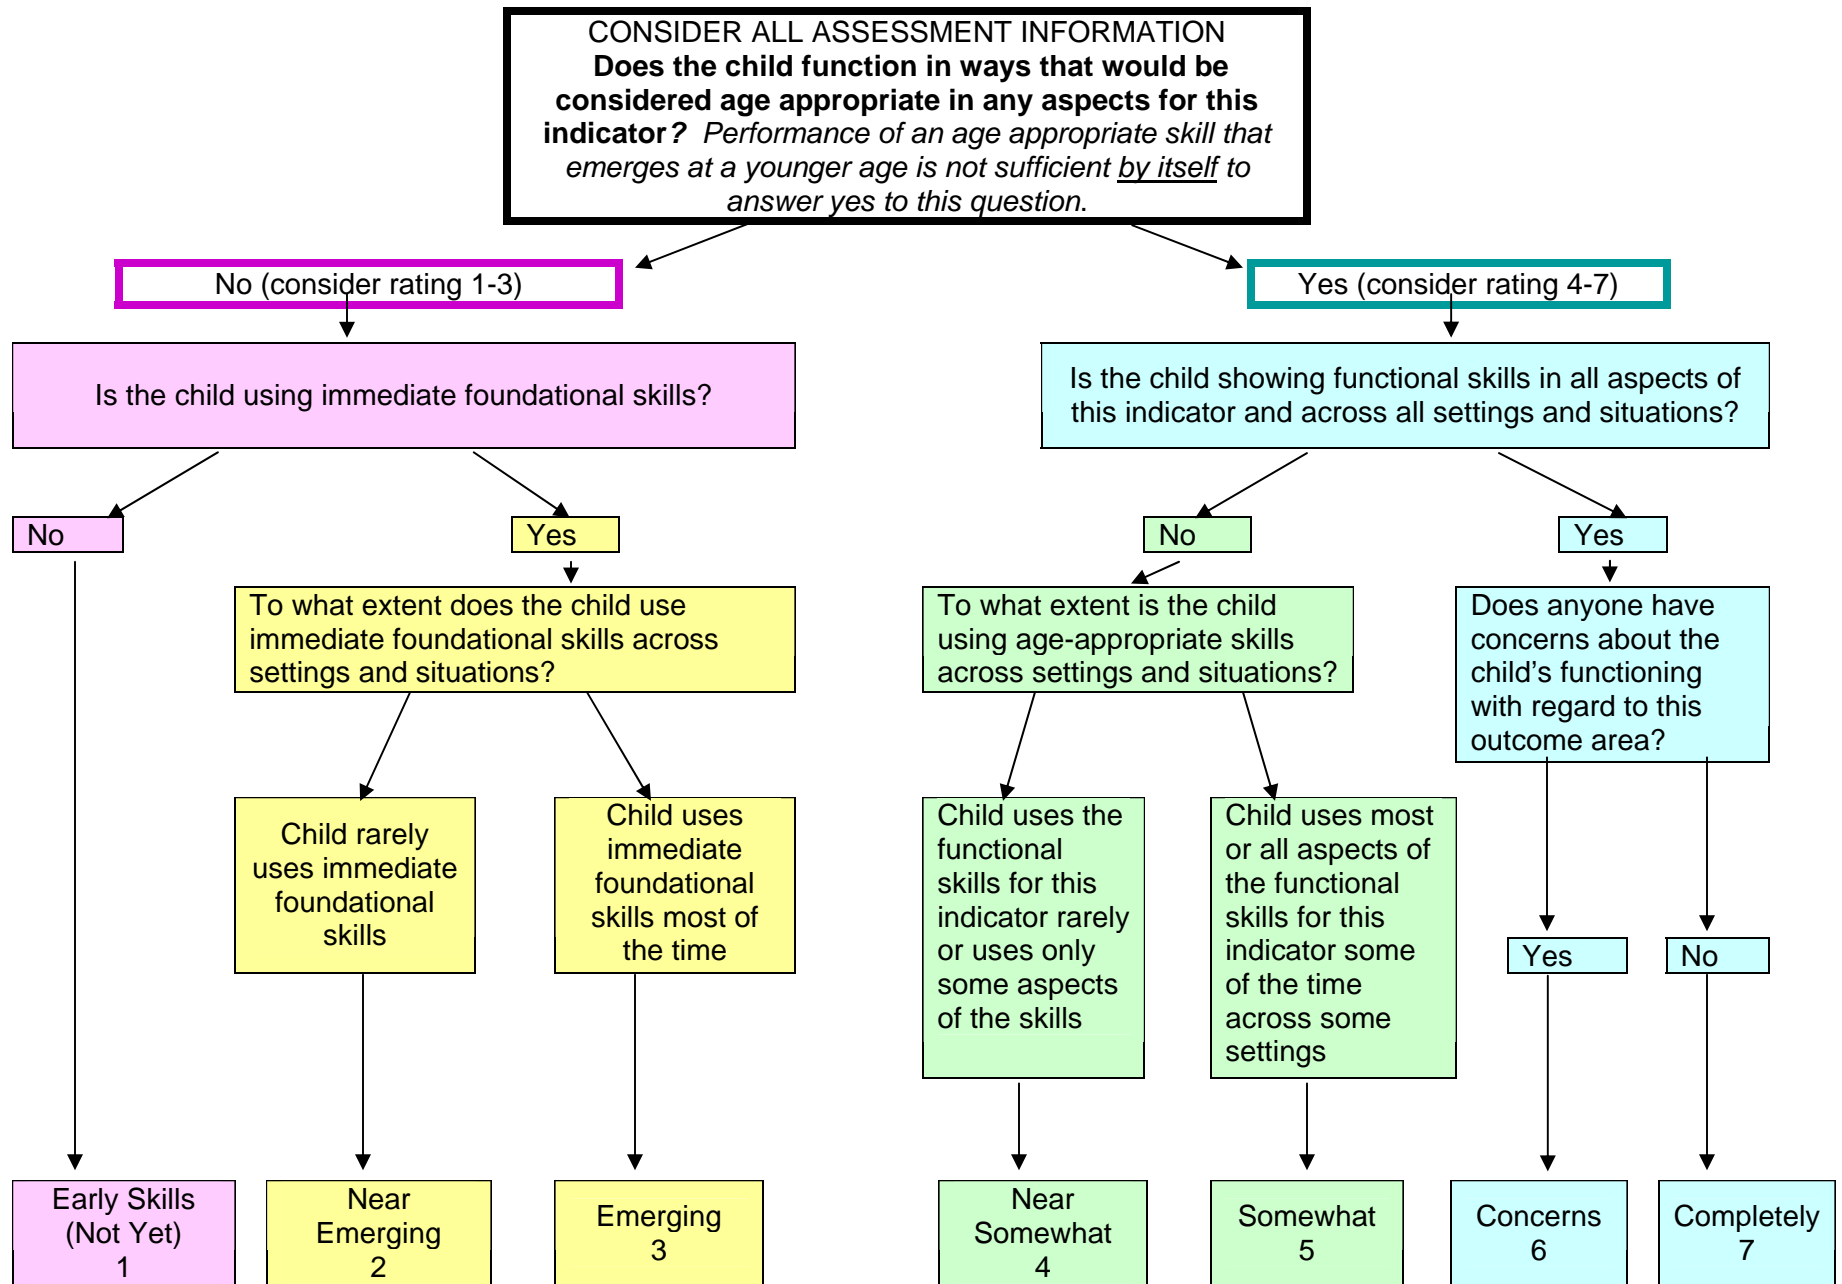 CONSIDER ALL ASSESSMENT INFORMATION
Does the child function in ways that would be
considered age appropriate in any aspects for this
indicator? Performance of an age appropriate skill that
emerges at a younger age is not sufficient by itself to
answer yes to this question.
No (consider rating 1-3)
Yes (consider rating 4-7)
Is the child using immediate foundational skills?
Is the child showing functional skills in all aspects of
this indicator and across all settings and situations?
No
Yes
No
Yes
To what extent does the child use
immediate foundational skills across
settings and situations?
To what extent is the child
using age-appropriate skills
across settings and situations?
Does anyone have
concerns about the
child's functioning
with regard to this
outcome area?
Child rarely
uses immediate
foundational
skills
Child uses
immediate
foundational
skills most of
the time
Child uses the
functional
skills for this
indicator rarely
or uses only
some aspects
of the skills
Child uses most
or all aspects of
the functional
skills for this
indicator some
of the time
across some
settings
Yes
No
Early Skills
(Not Yet)
1
Near
Emerging
2
Emerging
3
Near
Somewhat
4
Somewhat
5
Concerns
6
Completely
7